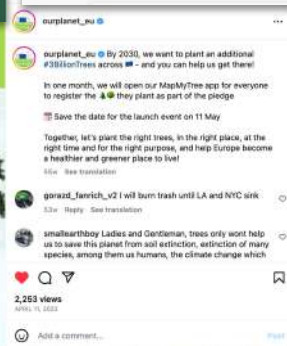 ourplanet_eu
ourplanet_eu By 2030, we want to plant an additional
#3BillionTrees across - and you can help us get there!
In one month, we will open our MapMyTree app for everyone
to register the they plant as part of the pledge
Save the date for the launch event on 11 May
Together, let's plant the right trees, in the right place, at the
right time and for the right purpose, and help Europe become
a healthier and greener place to live!
See translation
gorazd_fanrich_v2 I will burn trash until LA and NYC sink
Reply See translation
smallearthboy Ladies and Gentleman, trees only wont help
us to save this planet from soil extinction, extinction of many
species, among them us humans, the climate change which
2,253 views
APRIL 11, 2022
Add a comment...
Post